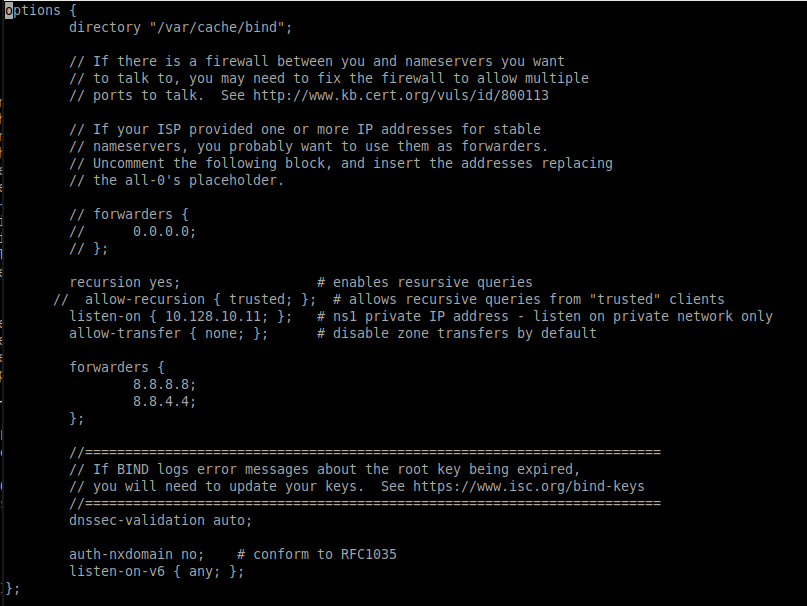 options {
directory "/var/cache/bind";
// If there is a firewall between you and nameservers you want
// to talk to, you may need to fix the firewall to allow multiple
// ports to talk.  See http://www.kb.cert.org/vuls/id/800113
// If your ISP provided one or more IP addresses for stable
// nameservers, you probably want to use them as forwarders.
// Uncomment the following block, and insert the addresses replacing
// the all-0's placeholder.
// forwarders {
//      0.0.0.0;
// };
recursion yes;                 # enables resursive queries
//  allow-recursion { trusted; };  # allows recursive queries from "trusted" clients
listen-on { 10.128.10.11; };   # ns1 private IP address - listen on private network only
allow-transfer { none; };      # disable zone transfers by default
forwarders {
8.8.8.8;
8.8.4.4;
};
//========================================================================
// If BIND logs error messages about the root key being expired,
// you will need to update your keys.  See https://www.isc.org/bind-keys
//========================================================================
dnssec-validation auto;
auth-nxdomain no;    # conform to RFC1035
listen-on-v6 { any; };
};